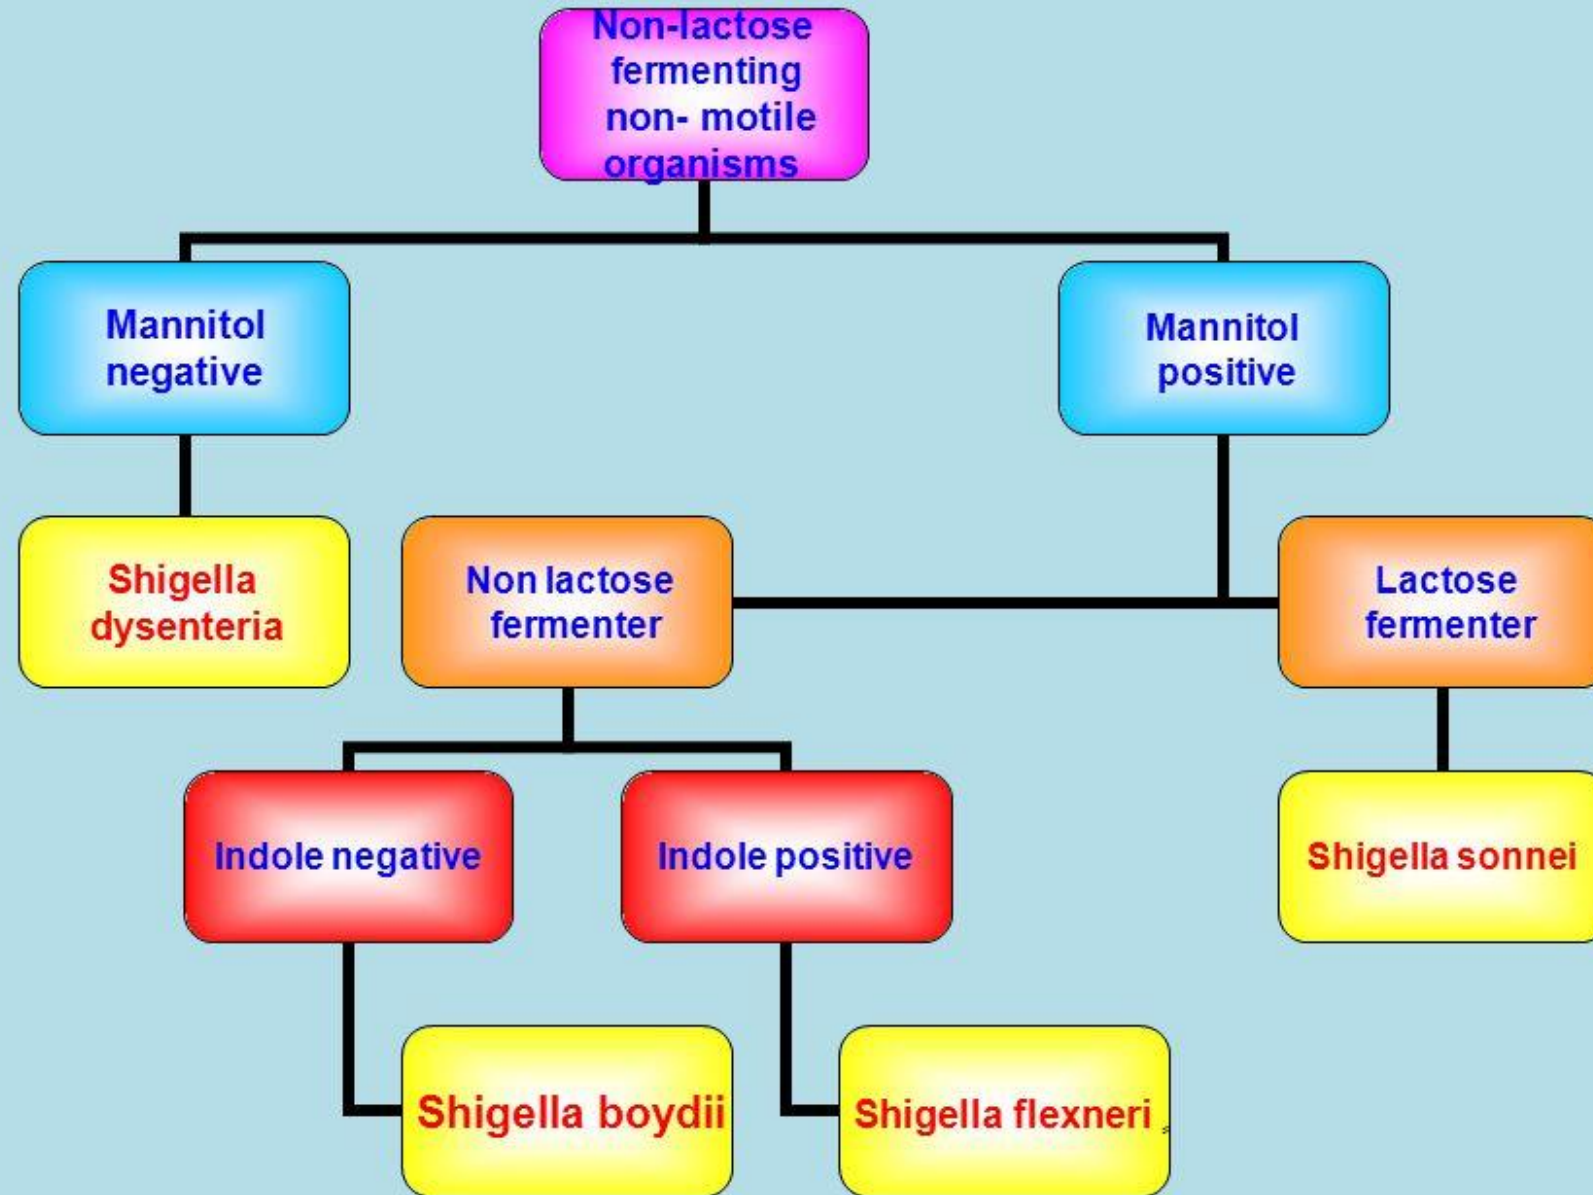 Non-lactose
fermenting
non- motile
organisms
Mannitol
negative
Mannitol
positive
Shigella
dysenteria
Non lactose
fermenter
Lactose
fermenter
Indole negative
Indole positive
Shigella sonnei
Shigella boydii
Shigella flexneri